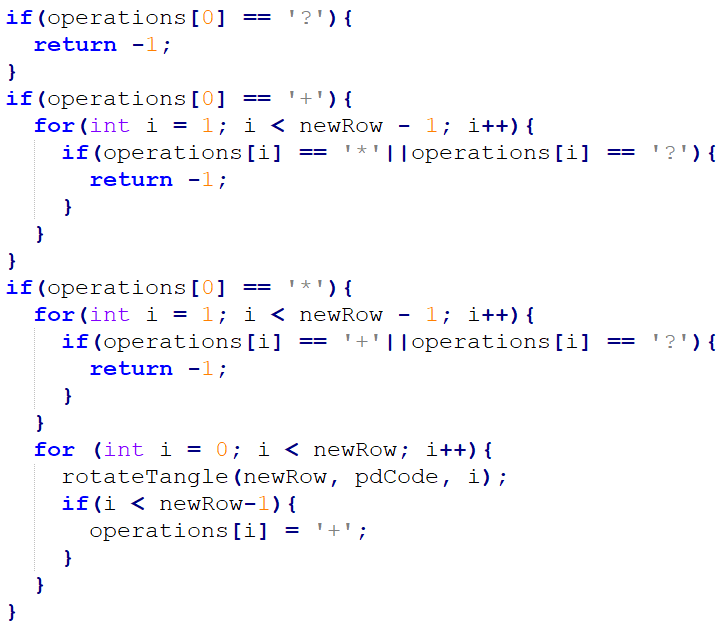 if(operations[0] == '?'){
  return -1;
}
if(operations[0] == '+'){
  for(int i = 1; i < newRow - 1; i++){
    if(operations[i] == '*'||operations[i] == '?'){
      return -1;
    }
  }
}
if(operations[0] == '*'){
  for(int i = 1; i < newRow - 1; i++){
    if(operations[i] == '+'||operations[i] == '?'){
      return -1;
    }
  }
  for (int i = 0; i < newRow; i++){
    rotateTangle(newRow, pdCode, i);
    if(i < newRow-1){
      operations[i] = '+';
    }
  }
}